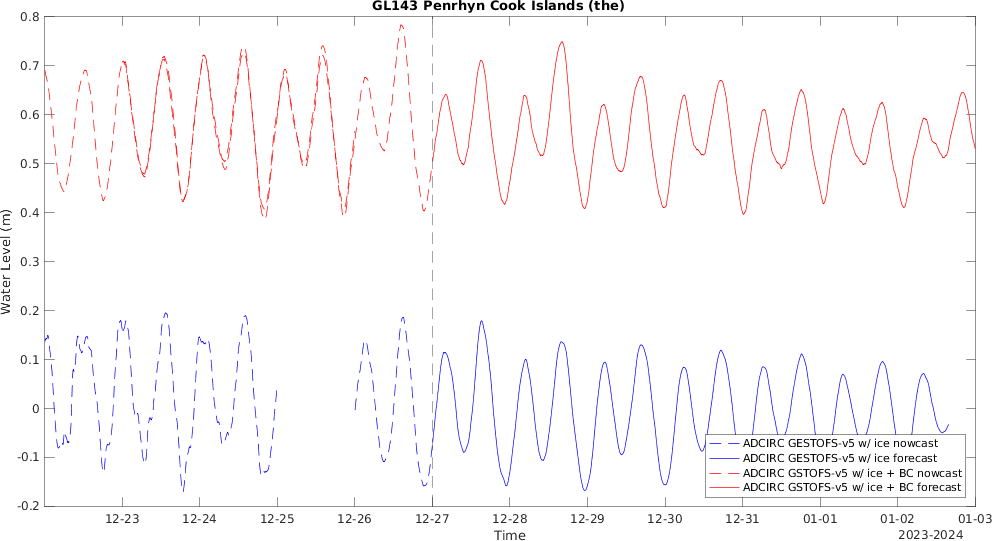 GL143 Penrhyn Cook Islands (the)
0.8
0.7
0.6
0.5
0.4
0.3
0.2
0.1
0
-0.1
-0.2
Water Level (m)
ADCIRC GESTOFS-v5 w/ ice nowcast
ADCIRC GESTOFS-v5 w/ ice forecast
ADCIRC GSTOFS-v5 w/ ice + BC nowcast
ADCIRC GSTOFS-v5 w/ ice + BC forecast
12-23 12-24 12-25 12-26 12-27 12-28 12-29 12-30 12-31 01-01 01-02 01-03
Time
2023-2024